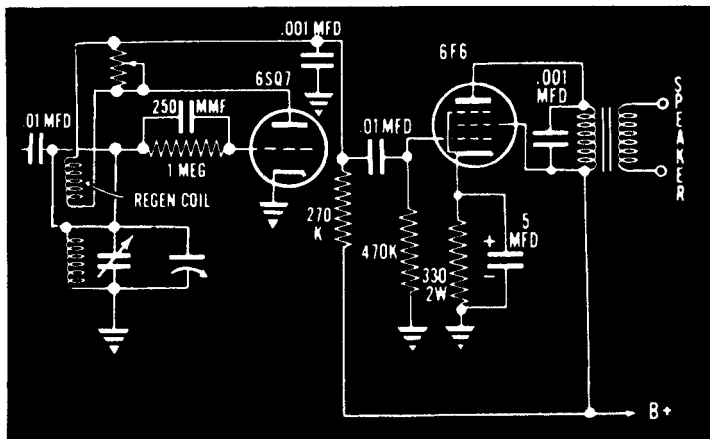 .001 MFD
6SQ7
6F6
.001
MFD
SPEAKER
.01 MFD
250 MMF
.01 MFD
1 MEG
REGEN COIL
270
K
470K
330
2W
5
MFD
+
−
B+